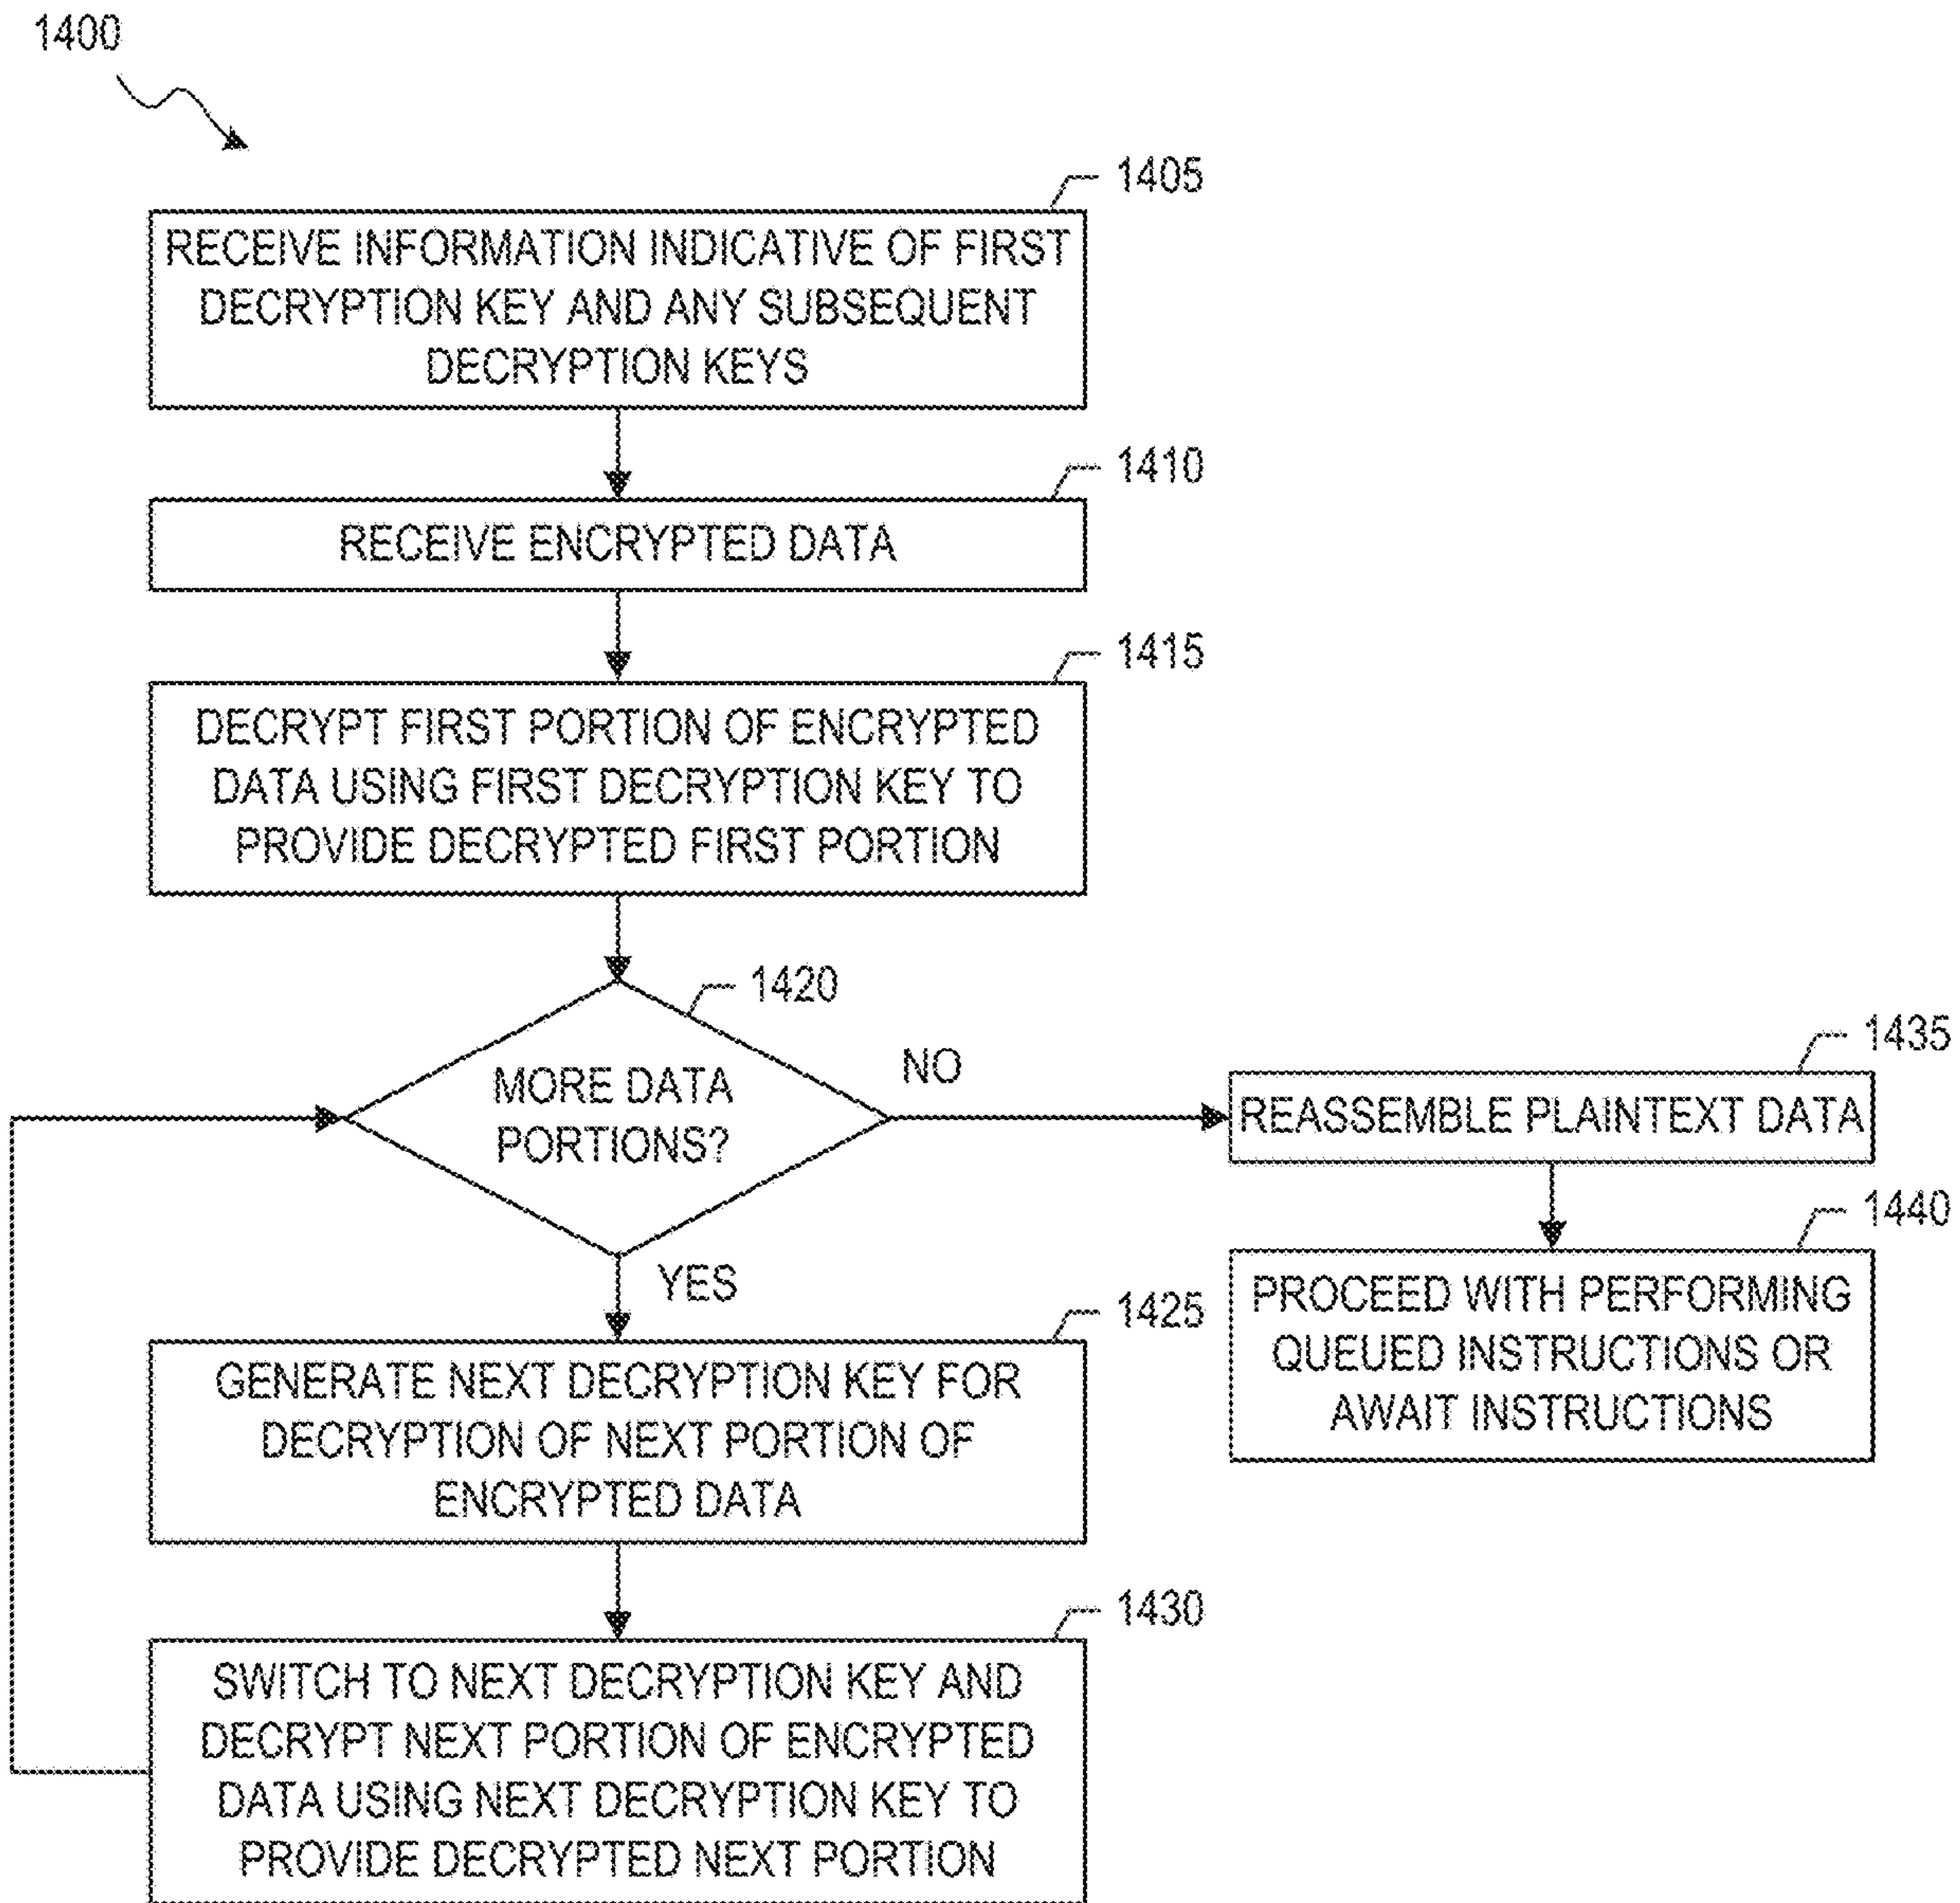 1400
1405
RECEIVE INFORMATION INDICATIVE OF FIRST
DECRYPTION KEY AND ANY SUBSEQUENT
DECRYPTION KEYS
1410
RECEIVE ENCRYPTED DATA
1415
DECRYPT FIRST PORTION OF ENCRYPTED
DATA USING FIRST DECRYPTION KEY TO
PROVIDE DECRYPTED FIRST PORTION
1420
MORE DATA
PORTIONS?
NO
YES
1435
REASSEMBLE PLAINTEXT DATA
1440
PROCEED WITH PERFORMING
QUEUED INSTRUCTIONS OR
AWAIT INSTRUCTIONS
1425
GENERATE NEXT DECRYPTION KEY FOR
DECRYPTION OF NEXT PORTION OF
ENCRYPTED DATA
1430
SWITCH TO NEXT DECRYPTION KEY AND
DECRYPT NEXT PORTION OF ENCRYPTED
DATA USING NEXT DECRYPTION KEY TO
PROVIDE DECRYPTED NEXT PORTION